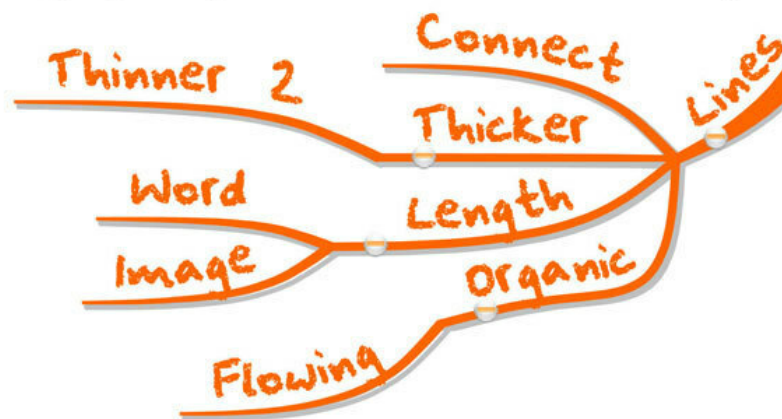 Connect
Lines
Thinner 2
Thicker
Word
Length
Image
Organic
Flowing